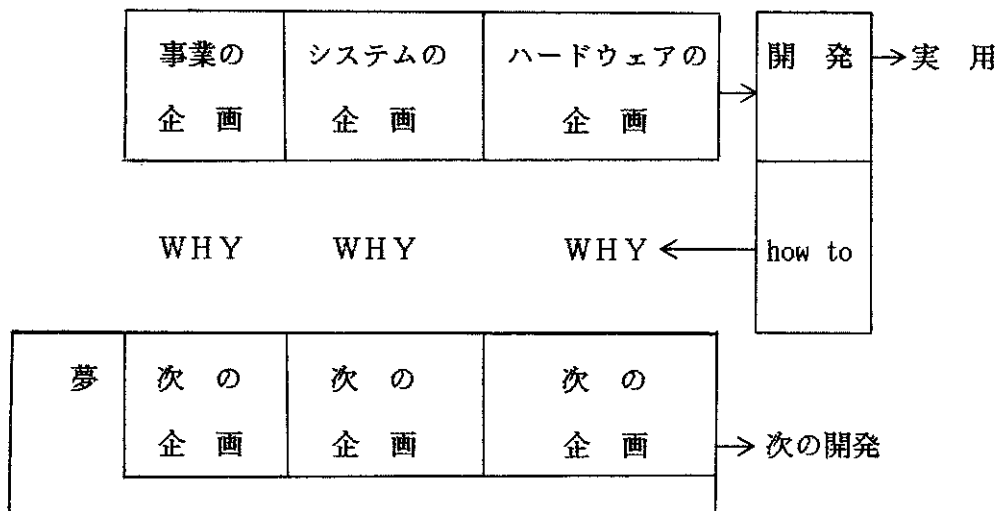 事業の システムの ハードウェアの 開 発 → 実 用
企 画 企 画 企 画 →
WHY WHY WHY ← how to
夢 次 の 次 の 次 の
企 画 企 画 企 画 → 次の開発